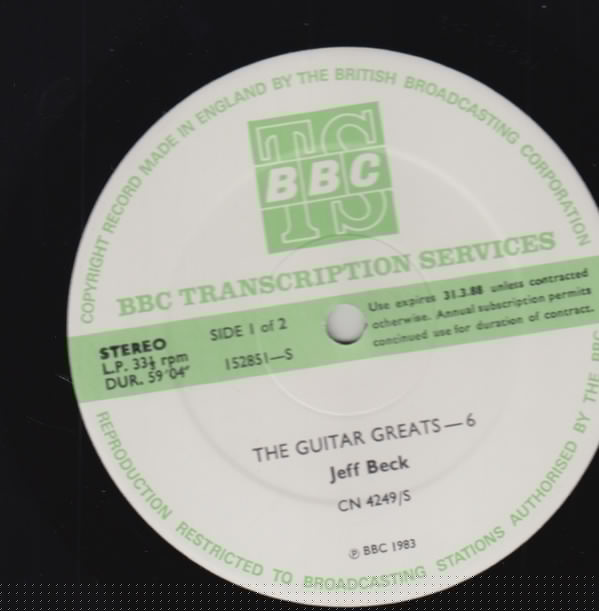 COPYRIGHT RECORD MADE IN ENGLAND BY THE BRITISH BROADCASTING CORPORATION
TS
BBC
BBC TRANSCRIPTION SERVICES
STEREO
L.P. 33⅓ rpm
DUR. 59'04"
SIDE 1 of 2
152851—S
Use expires 31.3.88 unless contracted
otherwise. Annual subscription permits
continued use for duration of contract.
THE GUITAR GREATS—6
Jeff Beck
CN 4249/S
℗ BBC 1983
REPRODUCTION RESTRICTED TO BROADCASTING STATIONS AUTHORISED BY THE BBC